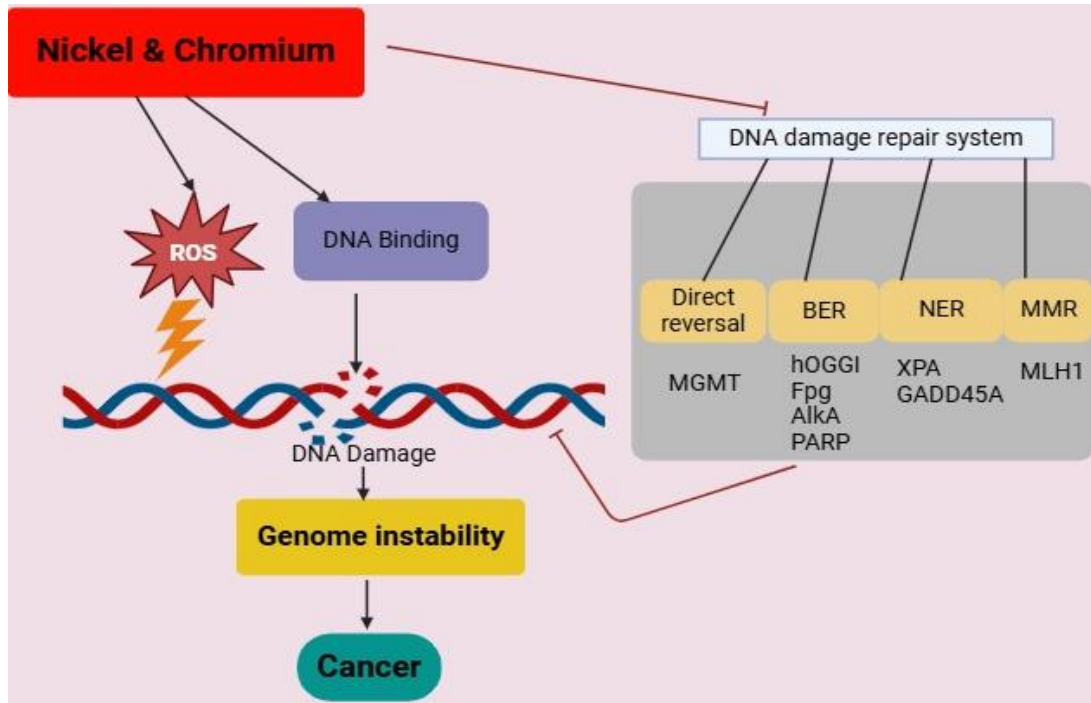 Nickel & Chromium
DNA damage repair system
ROS
DNA Binding
Direct
reversal
BER
NER
MMR
MGMT
hOGGI
Fpg
AlkA
PARP
XPA
GADD45A
MLH1
DNA Damage
Genome instability
Cancer